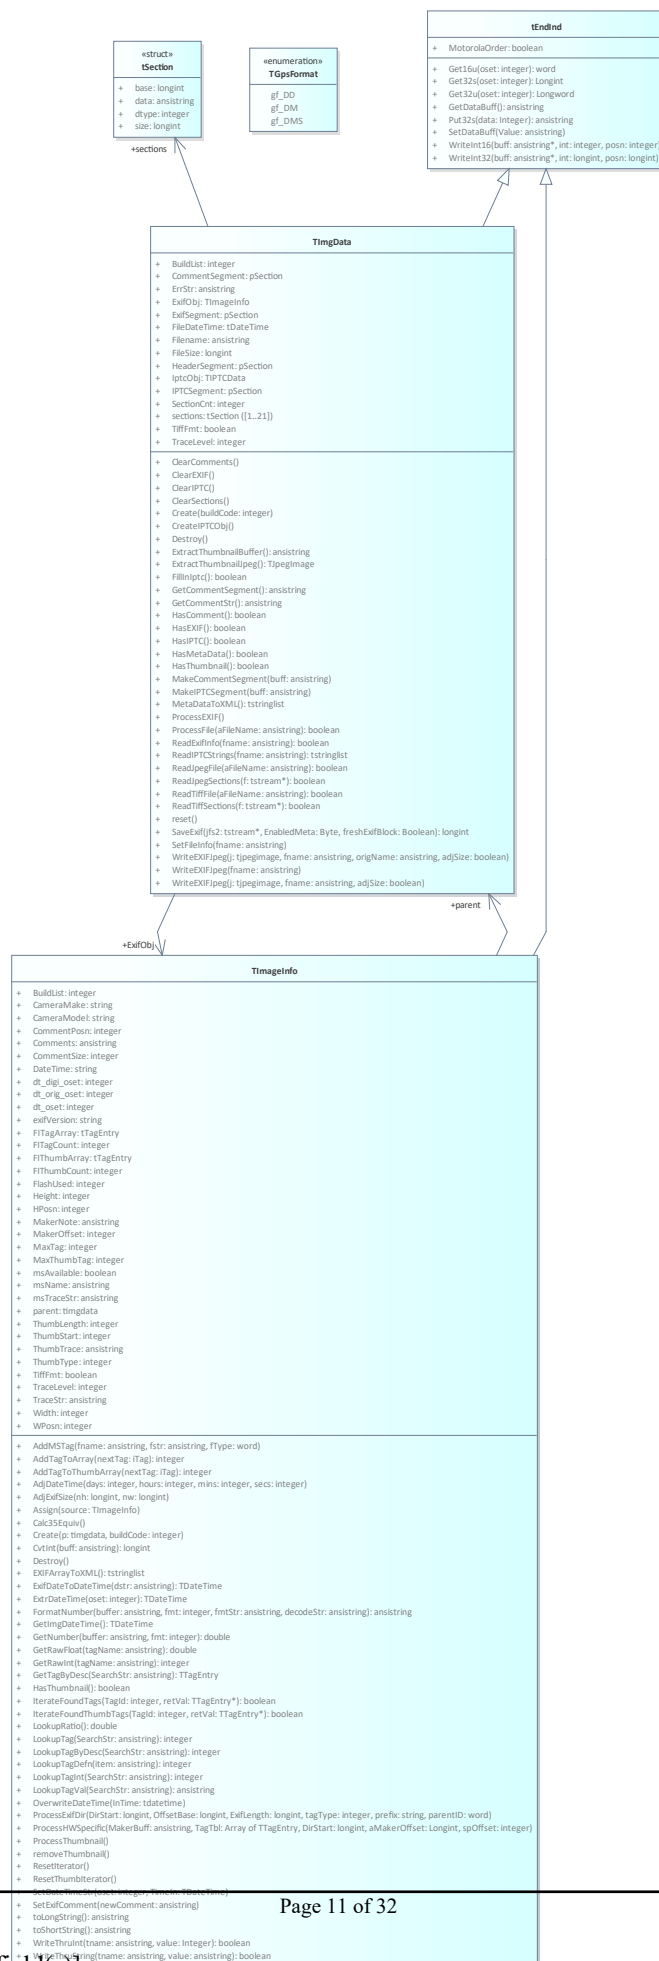 «struct»
tSection
+ base: longint
+ data: ansistring
+ dtype: integer
+ size: longint
«enumeration»
TGpsFormat
gf_DD
gf_DM
gf_DMS
tEndInd
+ MotorolaOrder: boolean
+ Get16u(oset: integer): word
+ Get32s(oset: integer): Longint
+ Get32u(oset: integer): Longword
+ GetDataBuff(): ansistring
+ Put32s(data: Integer): ansistring
+ SetDataBuff(Value: ansistring)
+ WriteInt16(buff: ansistring*, int: integer, posn: integer)
+ WriteInt32(buff: ansistring*, int: longint, posn: longint)
+sections
TImgData
+ BuildList: integer
+ CommentSegment: pSection
+ ErrStr: ansistring
+ ExifObj: TImageInfo
+ ExifSegment: pSection
+ FileDateTime: tDateTime
+ Filename: ansistring
+ FileSize: longint
+ HeaderSegment: pSection
+ IptcObj: TIPTCData
+ IPTCSegment: pSection
+ SectionCnt: integer
+ sections: tSection ([1..21])
+ TiffFmt: boolean
+ TraceLevel: integer
+ ClearComments()
+ ClearEXIF()
+ ClearIPTC()
+ ClearSections()
+ Create(buildCode: integer)
+ CreateIPTCObj()
+ Destroy()
+ ExtractThumbnailBuffer(): ansistring
+ ExtractThumbnailJpeg(): TJpegImage
+ FillInIptc(): boolean
+ GetCommentSegment(): ansistring
+ GetCommentStr(): ansistring
+ HasComment(): boolean
+ HasEXIF(): boolean
+ HasIPTC(): boolean
+ HasMetaData(): boolean
+ HasThumbnail(): boolean
+ MakeCommentSegment(buff: ansistring)
+ MakeIPTCSegment(buff: ansistring)
+ MetaDataToXML(): tstringlist
+ ProcessEXIF()
+ ProcessFile(aFileName: ansistring): boolean
+ ReadExifInfo(fname: ansistring): boolean
+ ReadIPTCStrings(fname: ansistring): tstringlist
+ ReadJpegFile(aFileName: ansistring): boolean
+ ReadJpegSections(f: tstream*): boolean
+ ReadTiffFile(aFileName: ansistring): boolean
+ ReadTiffSections(f: tstream*): boolean
+ reset()
+ SaveExif(jfs2: tstream*, EnabledMeta: Byte, freshExifBlock: Boolean): longint
+ SetFileInfo(fname: ansistring)
+ WriteEXIFJpeg(j: tjpegimage, fname: ansistring, origName: ansistring, adjSize: boolean)
+ WriteEXIFJpeg(fname: ansistring)
+ WriteEXIFJpeg(j: tjpegimage, fname: ansistring, adjSize: boolean)
+parent
+ExifObj
TImageInfo
+ BuildList: integer
+ CameraMake: string
+ CameraModel: string
+ CommentPosn: integer
+ Comments: ansistring
+ CommentSize: integer
+ DateTime: string
+ dt_digi_oset: integer
+ dt_orig_oset: integer
+ dt_oset: integer
+ exifVersion: string
+ FITagArray: tTagEntry
+ FITagCount: integer
+ FIThumbArray: tTagEntry
+ FIThumbCount: integer
+ FlashUsed: integer
+ Height: integer
+ HPosn: integer
+ MakerNote: ansistring
+ MakerOffset: integer
+ MaxTag: integer
+ MaxThumbTag: integer
+ msAvailable: boolean
+ msName: ansistring
+ msTraceStr: ansistring
+ parent: timgdata
+ ThumbLength: integer
+ ThumbStart: integer
+ ThumbTrace: ansistring
+ ThumbType: integer
+ TiffFmt: boolean
+ TraceLevel: integer
+ TraceStr: ansistring
+ Width: integer
+ WPosn: integer
+ AddMSTag(fname: ansistring, fstr: ansistring, fType: word)
+ AddTagToArray(nextTag: iTag): integer
+ AddTagToThumbArray(nextTag: iTag): integer
+ AdjDateTime(days: integer, hours: integer, mins: integer, secs: integer)
+ AdjExifSize(nh: longint, nw: longint)
+ Assign(source: TImageInfo)
+ Calc35Equiv()
+ Create(p: timgdata, buildCode: integer)
+ CvtInt(buff: ansistring): longint
+ Destroy()
+ EXIFArrayToXML(): tstringlist
+ ExifDateToDateTime(dstr: ansistring): TDateTime
+ ExtrDateTime(oset: integer): TDateTime
+ FormatNumber(buffer: ansistring, fmt: integer, fmtStr: ansistring, decodeStr: ansistring): ansistring
+ GetImgDateTime(): TDateTime
+ GetNumber(buffer: ansistring, fmt: integer): double
+ GetRawFloat(tagName: ansistring): double
+ GetRawInt(tagName: ansistring): integer
+ GetTagByDesc(SearchStr: ansistring): TTagEntry
+ HasThumbnail(): boolean
+ IterateFoundTags(TagId: integer, retVal: TTagEntry*): boolean
+ IterateFoundThumbTags(TagId: integer, retVal: TTagEntry*): boolean
+ LookupRatio(): double
+ LookupTag(SearchStr: ansistring): integer
+ LookupTagByDesc(SearchStr: ansistring): integer
+ LookupTagDefn(item: ansistring): integer
+ LookupTagInt(SearchStr: ansistring): integer
+ LookupTagVal(SearchStr: ansistring): ansistring
+ OverwriteDateTime(InTime: tdatetime)
+ ProcessExifDir(DirStart: longint, OffsetBase: longint, ExifLength: longint, tagType: integer, prefix: string, parentID: word)
+ ProcessHWSpecific(MakerBuff: ansistring, TagTbl: Array of TTagEntry, DirStart: longint, aMakerOffset: Longint, spOffset: integer)
+ ProcessThumbnail()
+ removeThumbnail()
+ ResetIterator()
+ ResetThumbIterator()
+ SetDateTimeStr(oset: integer, TimeIn: TDateTime)
Page 11 of 32
+ SetExifComment(newComment: ansistring)
+ toLongString(): ansistring
+ toShortString(): ansistring
+ WriteThruInt(tname: ansistring, value: Integer): boolean
+ WriteThruString(tname: ansistring, value: ansistring): boolean